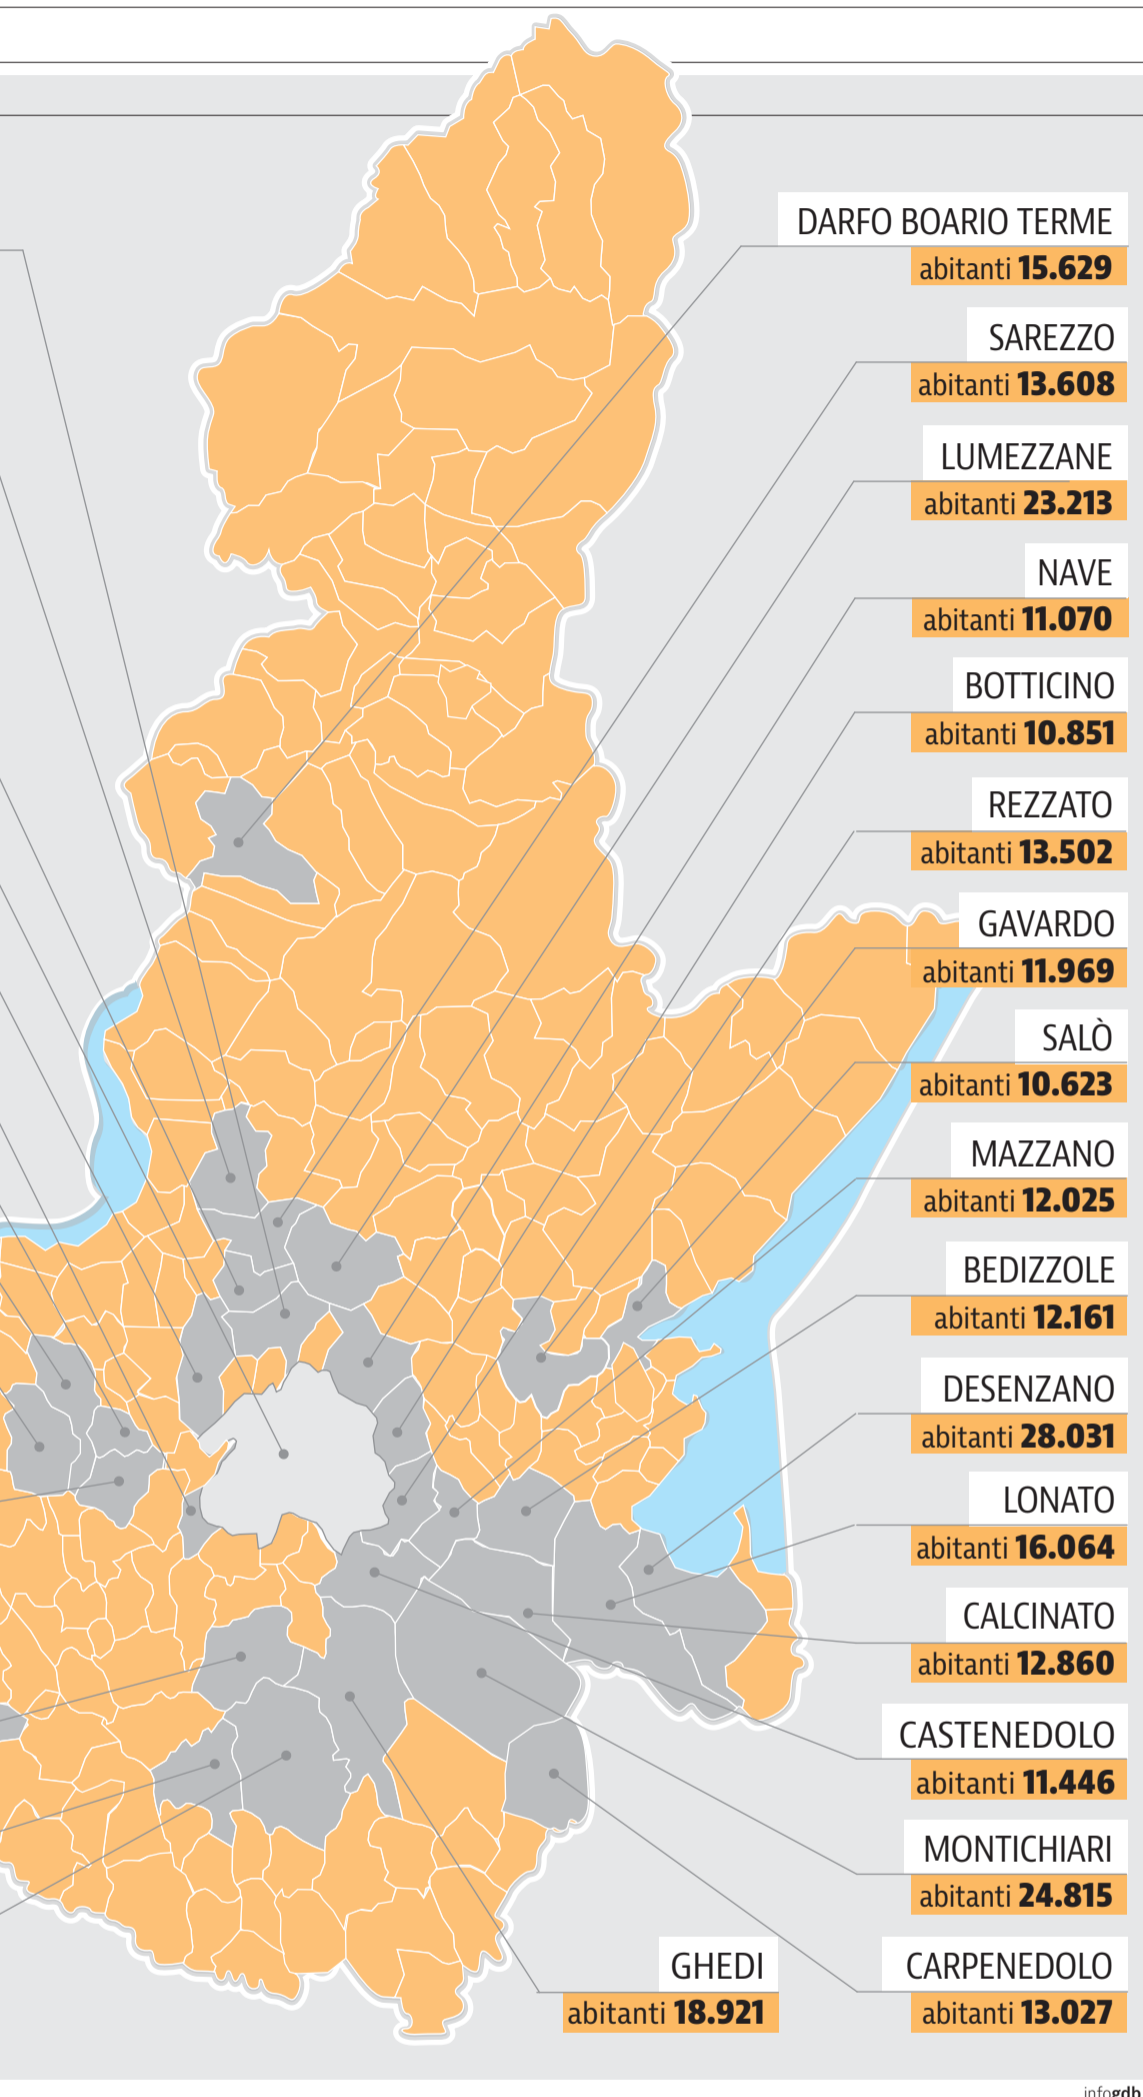 DARFO BOARIO TERME
abitanti 15.629
SAREZZO
abitanti 13.608
LUMEZZANE
abitanti 23.213
NAVE
abitanti 11.070
BOTTICINO
abitanti 10.851
REZZATO
abitanti 13.502
GAVARDO
abitanti 11.969
SALÒ
abitanti 10.623
MAZZANO
abitanti 12.025
BEDIZZOLE
abitanti 12.161
DESENZANO
abitanti 28.031
LONATO
abitanti 16.064
CALCINATO
abitanti 12.860
CASTENEDOLO
abitanti 11.446
MONTICHIARI
abitanti 24.815
GHEDI
abitanti 18.921
CARPENEDOLO
abitanti 13.027
infogdb